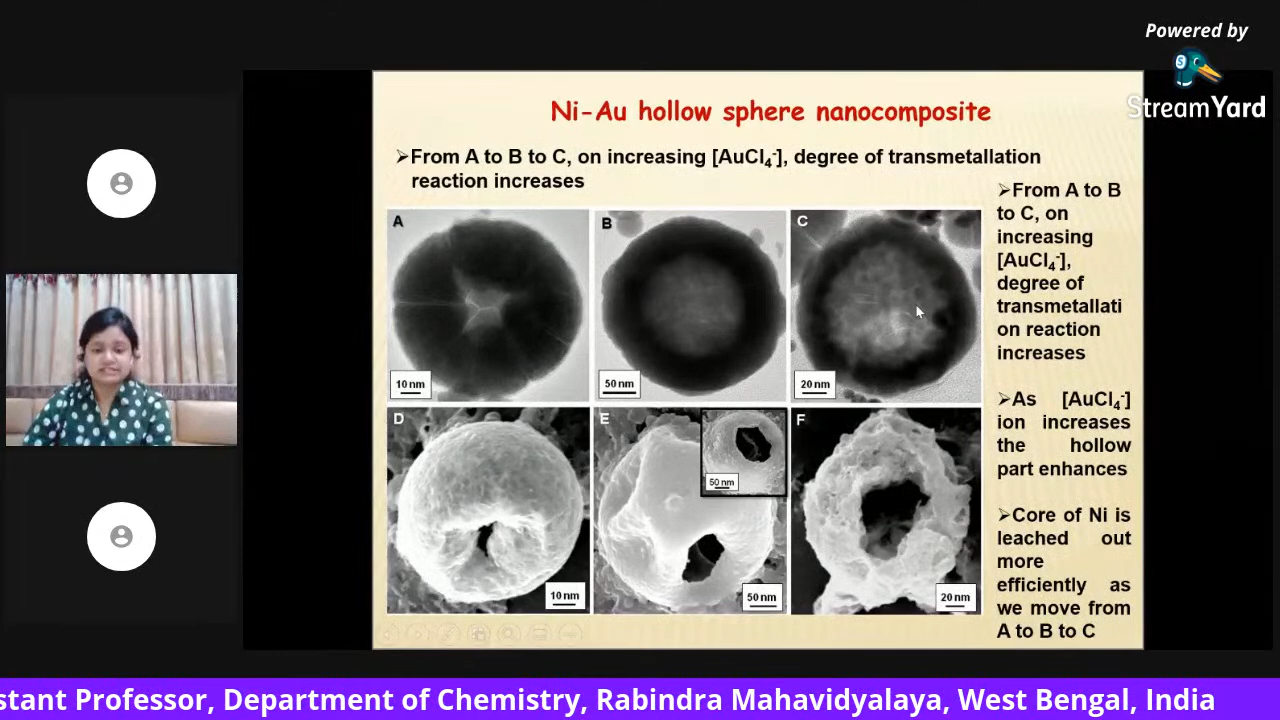 Powered by
StreamYard
Ni-Au hollow sphere nanocomposite
➢From A to B to C, on increasing [AuCl₄⁻], degree of transmetallation
reaction increases
A
B
C
10 nm
50 nm
20 nm
D
E
F
50 nm
10 nm
50 nm
20 nm
➢From A to B
to C, on
increasing
[AuCl₄⁻],
degree of
transmetallati
on reaction
increases
➢As [AuCl₄⁻]
ion increases
the hollow
part enhances
➢Core of Ni is
leached out
more
efficiently as
we move from
A to B to C
stant Professor, Department of Chemistry, Rabindra Mahavidyalaya, West Bengal, India